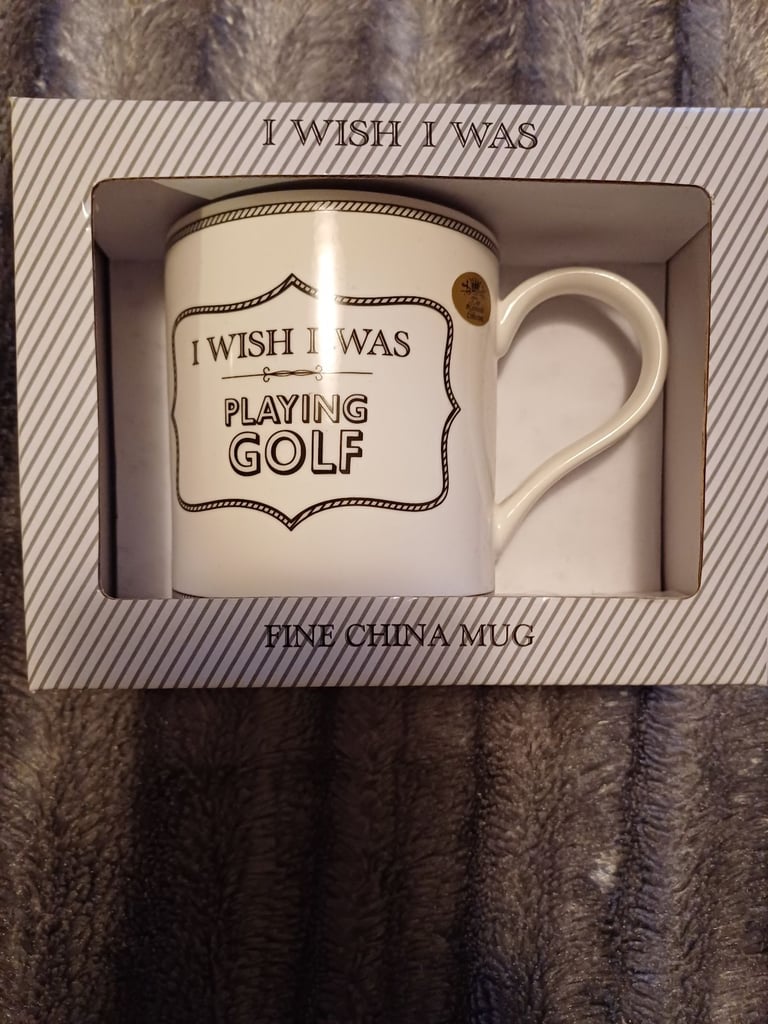 I WISH I WAS
I WISH I WAS
PLAYING
GOLF
FINE CHINA MUG